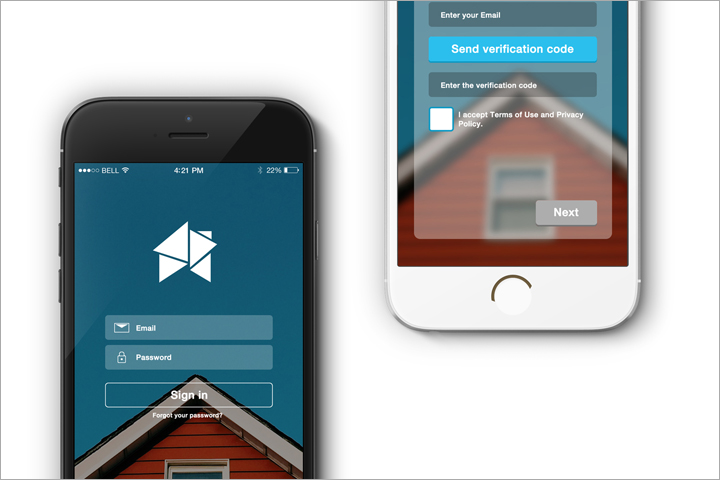 BELL
4:21 PM
22%
Email
Password
Sign in
Forgot your password?
Enter your Email
Send verification code
Enter the verification code
I accept Terms of Use and Privacy
Policy.
Next